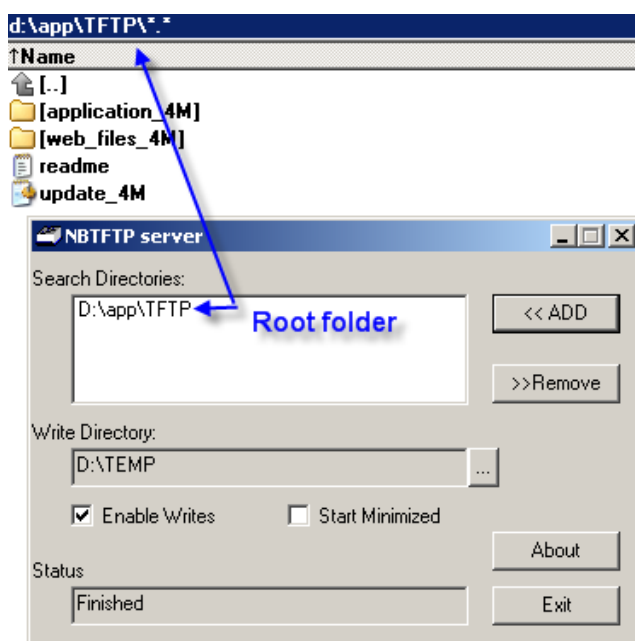 d:\app\TFTP\*.*
↑Name
[..]
[application_4M]
[web_files_4M]
readme
update_4M
NBTFTP server
Search Directories:
D:\app\TFTP
Root folder
<< ADD
>>Remove
Write Directory:
D:\TEMP
...
Enable Writes
Start Minimized
About
Status
Finished
Exit